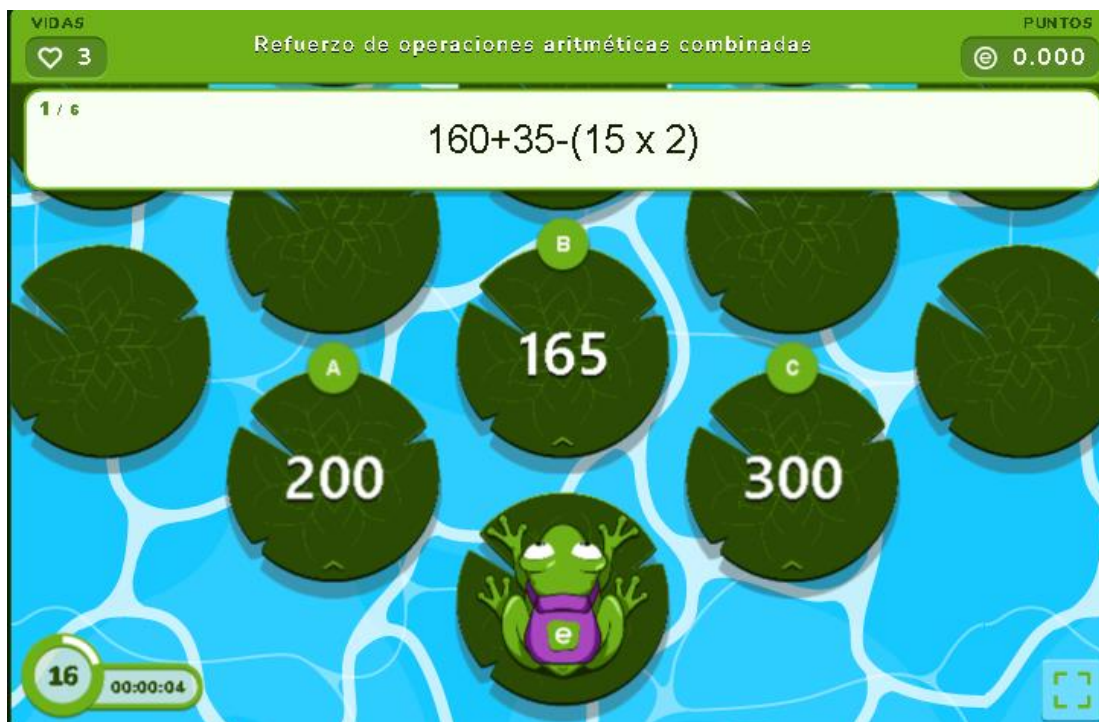 VIDAS
3
Refuerzo de operaciones aritméticas combinadas
PUNTOS
e 0.000
1 / 6
160+35-(15 x 2)
B
165
A
200
C
300
e
16
00:00:04